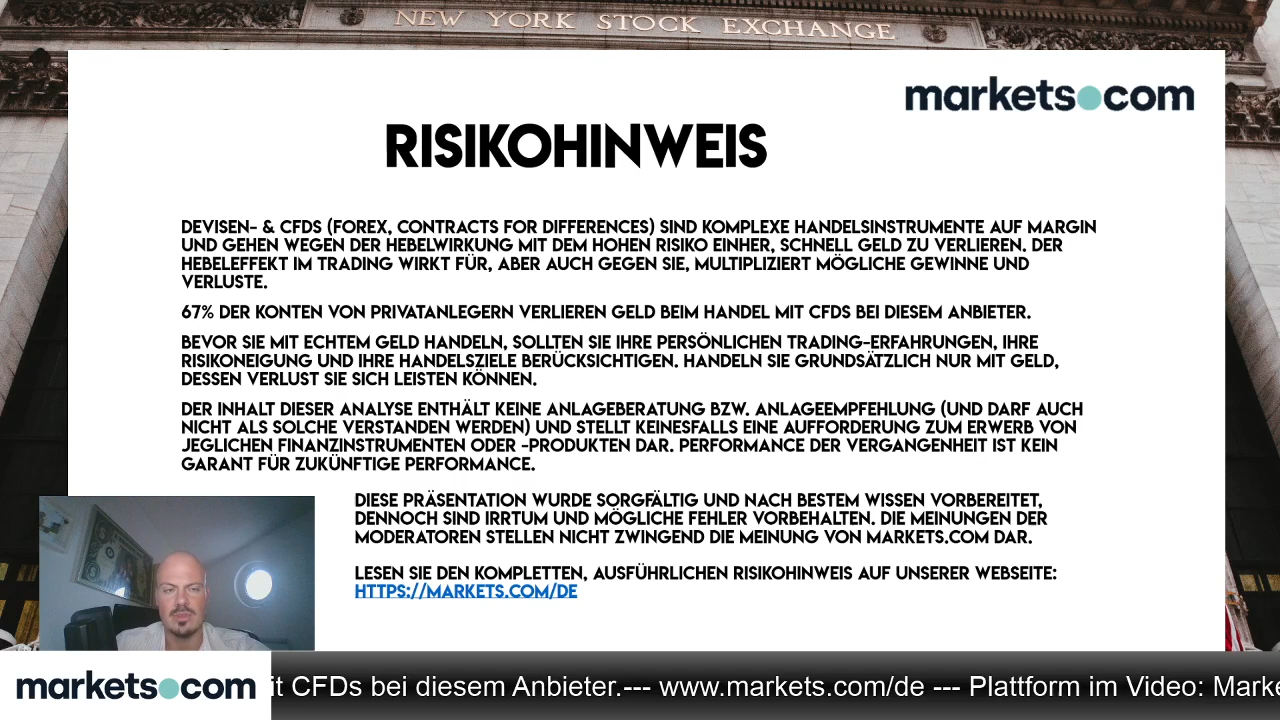 NEW YORK STOCK EXCHANGE
markets.com
RISIKOHINWEIS
DEVISEN- & CFDS (FOREX, CONTRACTS FOR DIFFERENCES) SIND KOMPLEXE HANDELSINSTRUMENTE AUF MARGIN
UND GEHEN WEGEN DER HEBELWIRKUNG MIT DEM HOHEN RISIKO EINHER, SCHNELL GELD ZU VERLIEREN. DER
HEBELEFFEKT IM TRADING WIRKT FÜR, ABER AUCH GEGEN SIE, MULTIPLIZIERT MÖGLICHE GEWINNE UND
VERLUSTE.
67% DER KONTEN VON PRIVATANLEGERN VERLIEREN GELD BEIM HANDEL MIT CFDS BEI DIESEM ANBIETER.
BEVOR SIE MIT ECHTEM GELD HANDELN, SOLLTEN SIE IHRE PERSÖNLICHEN TRADING-ERFAHRUNGEN, IHRE
RISIKONEIGUNG UND IHRE HANDELSZIELE BERÜCKSICHTIGEN. HANDELN SIE GRUNDSÄTZLICH NUR MIT GELD,
DESSEN VERLUST SIE SICH LEISTEN KÖNNEN.
DER INHALT DIESER ANALYSE ENTHÄLT KEINE ANLAGEBERATUNG BZW. ANLAGEEMPFEHLUNG (UND DARF AUCH
NICHT ALS SOLCHE VERSTANDEN WERDEN) UND STELLT KEINESFALLS EINE AUFFORDERUNG ZUM ERWERB VON
JEGLICHEN FINANZINSTRUMENTEN ODER -PRODUKTEN DAR. PERFORMANCE DER VERGANGENHEIT IST KEIN
GARANT FÜR ZUKÜNFTIGE PERFORMANCE.
DIESE PRÄSENTATION WURDE SORGFÄLTIG UND NACH BESTEM WISSEN VORBEREITET,
DENNOCH SIND IRRTUM UND MÖGLICHE FEHLER VORBEHALTEN. DIE MEINUNGEN DER
MODERATOREN STELLEN NICHT ZWINGEND DIE MEINUNG VON MARKETS.COM DAR.
LESEN SIE DEN KOMPLETTEN, AUSFÜHRLICHEN RISIKOHINWEIS AUF UNSERER WEBSEITE:
HTTPS://MARKETS.COM/DE
markets.com
it CFDs bei diesem Anbieter.--- www.markets.com/de --- Plattform im Video: Marke